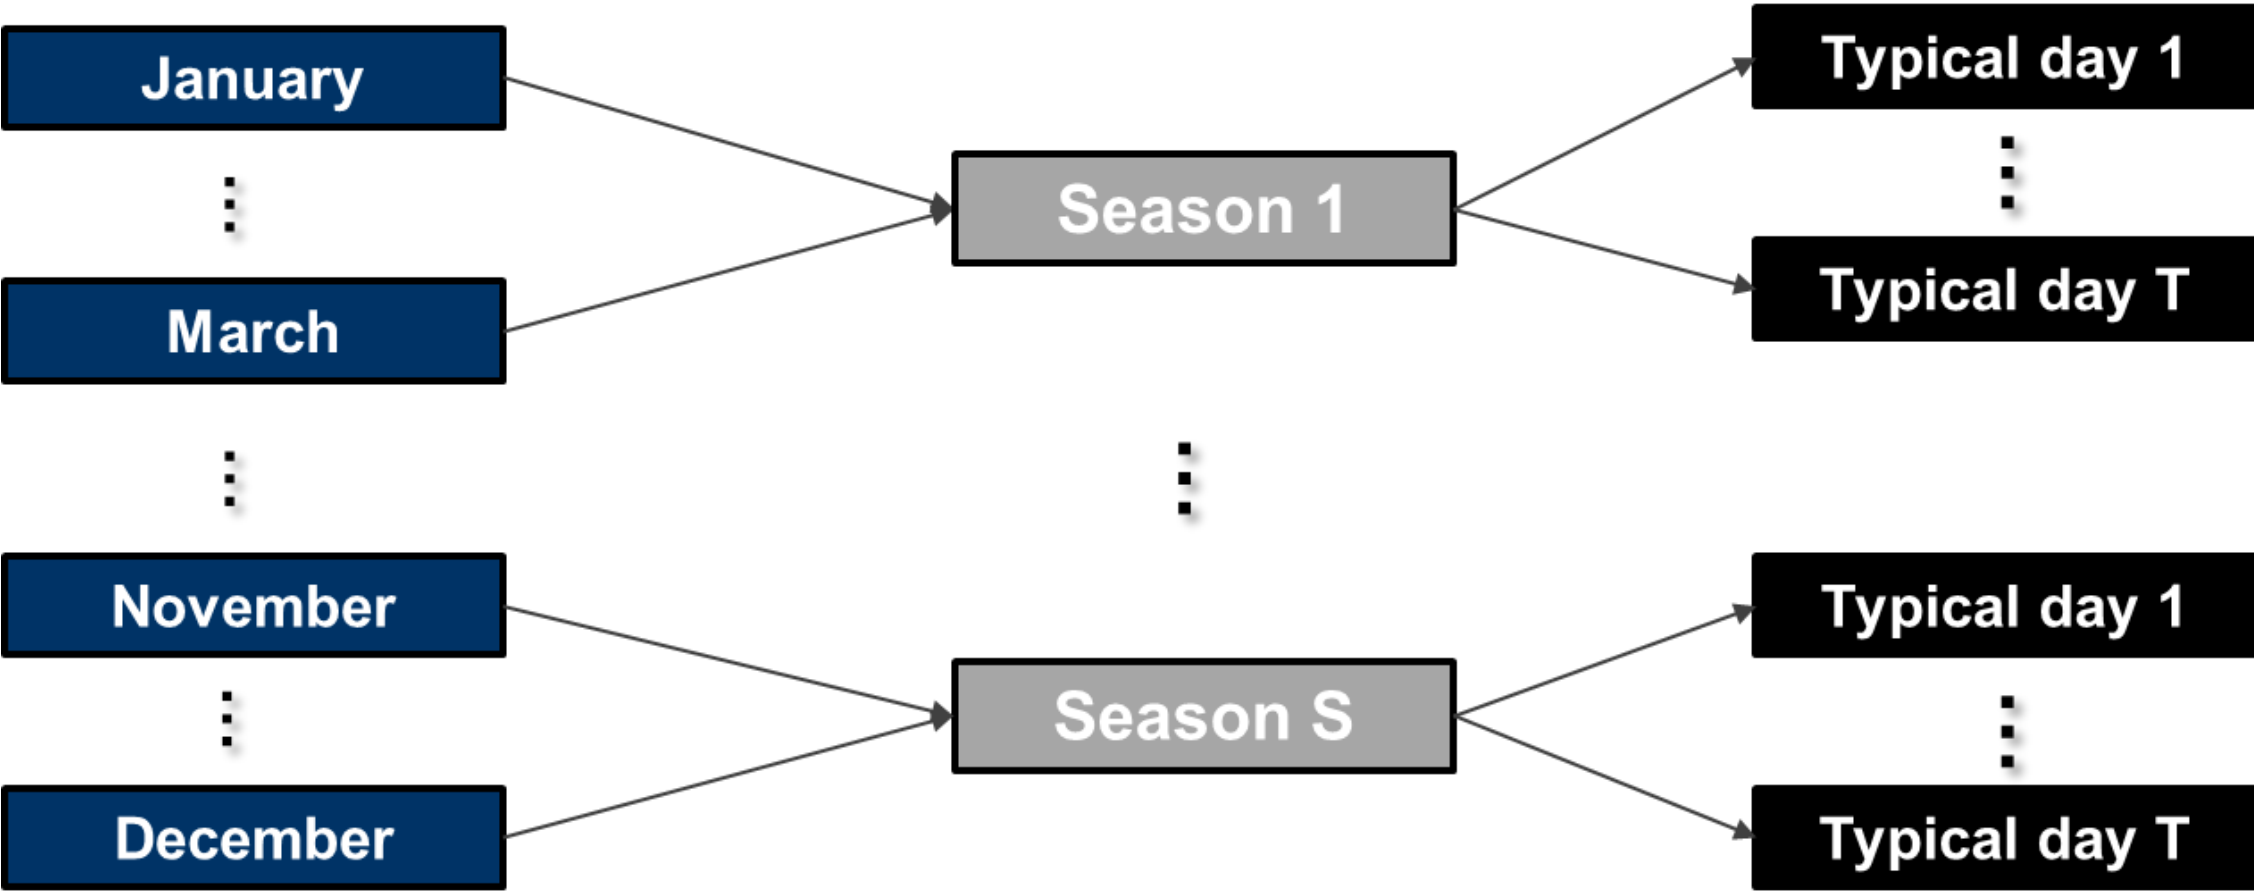 January
March
November
December
Season 1
Season S
Typical day 1
Typical day T
Typical day 1
Typical day T